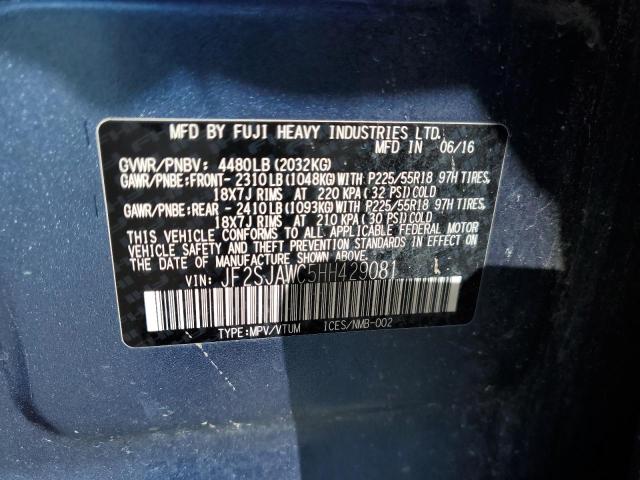 MFD BY FUJI HEAVY INDUSTRIES LTD.
MFD IN 06/16
GVWR/PNBV: 4480LB (2032KG)
GAWR/PNBE:FRONT- 2310LB(1048KG)WITH P225/55R18 97H TIRES,
18X7J RIMS AT 220 KPA(32 PSI)COLD
GAWR/PNBE:REAR - 2410LB(1093KG)WITH P225/55R18 97H TIRES,
18X7J RIMS AT 210 KPA(30 PSI)COLD
THIS VEHICLE CONFORMS TO ALL APPLICABLE FEDERAL MOTOR
VEHICLE SAFETY AND THEFT PREVENTION STANDARDS IN EFFECT ON
THE DATE OF MANUFACTURE SHOWN ABOVE.
VIN: JF2SJAWC5HH429081
TYPE:MPV/VTUM ICES/NMB-002